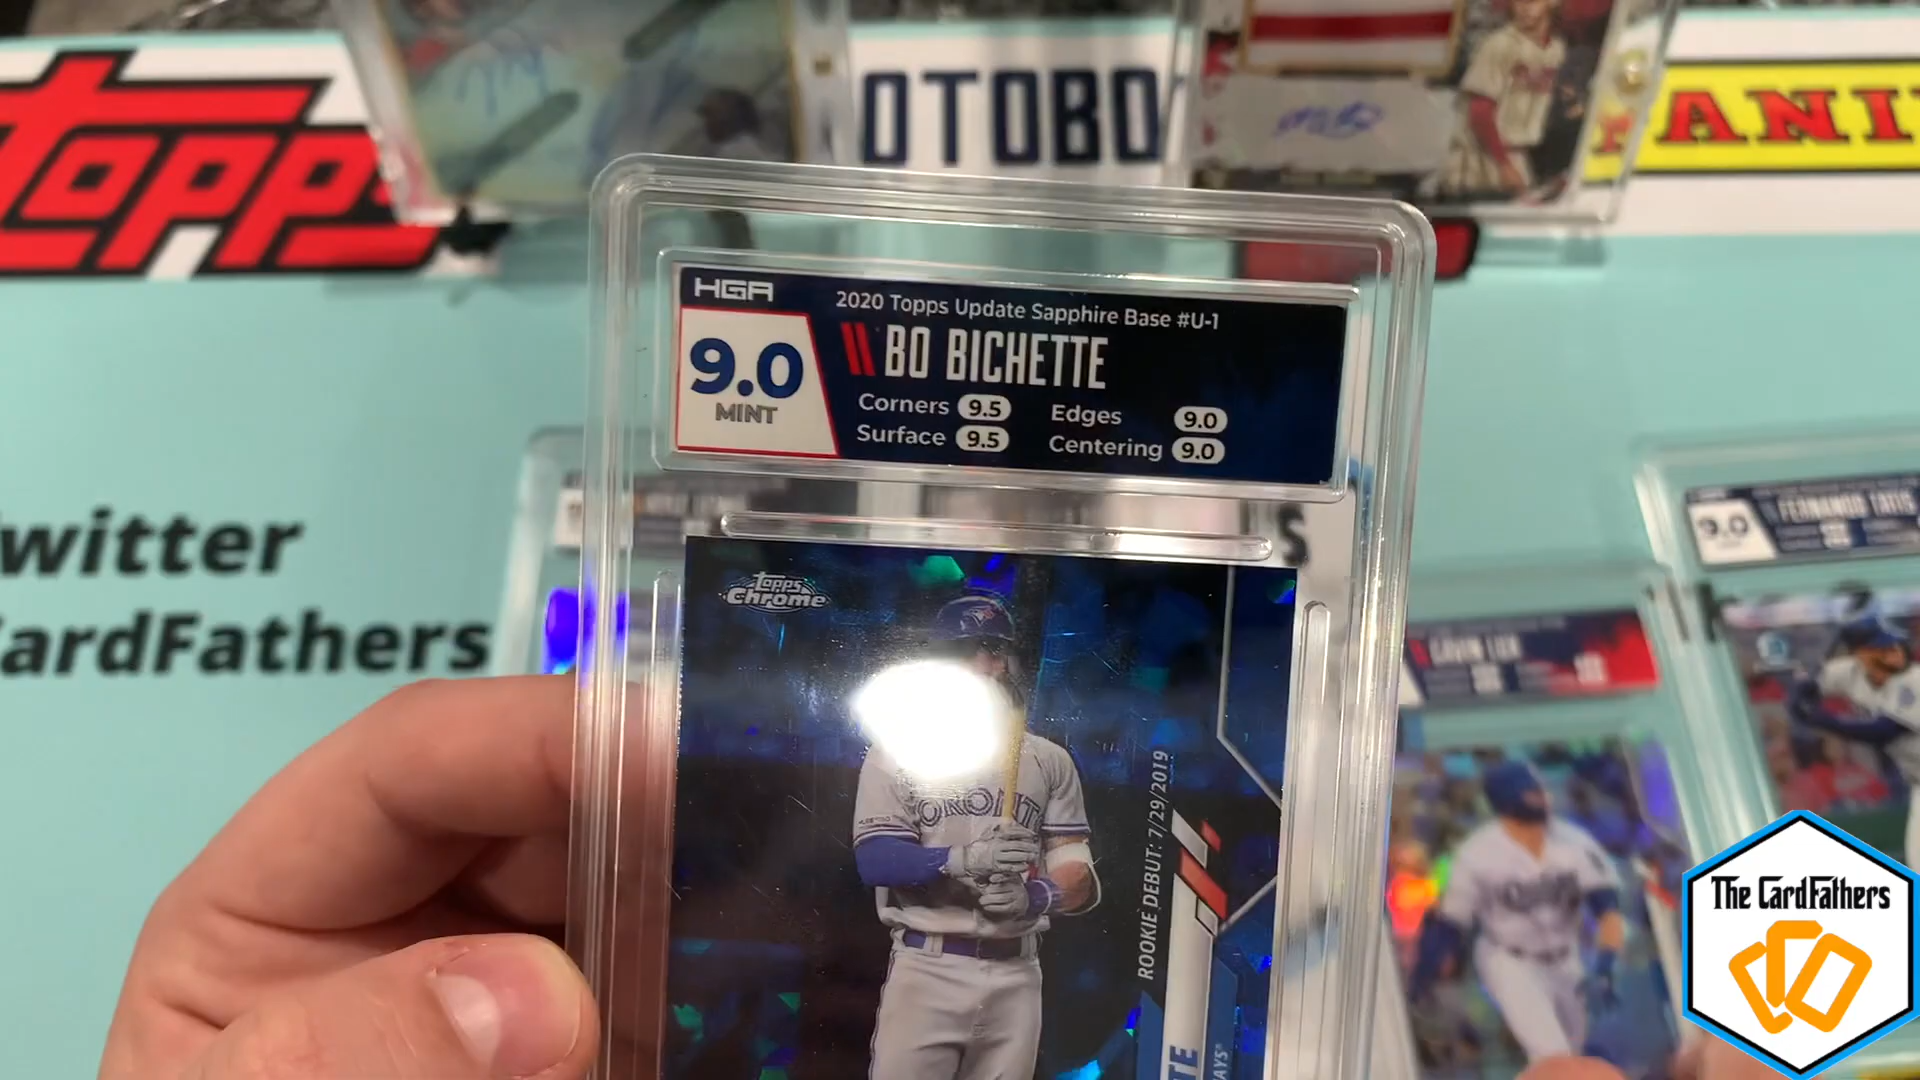 Topps
OTOBO
PANI
HGA
2020 Topps Update Sapphire Base #U-1
9.0
MINT
BO BICHETTE
Corners 9.5 Edges 9.0
Surface 9.5 Centering 9.0
witter
ardFathers
S
9.0
FERNANDO TATIS
GAVIN LUX
Topps
Chrome
TORONTO
ROOKIE DEBUT: 7/29/2019
TTE
AYS
The CardFathers